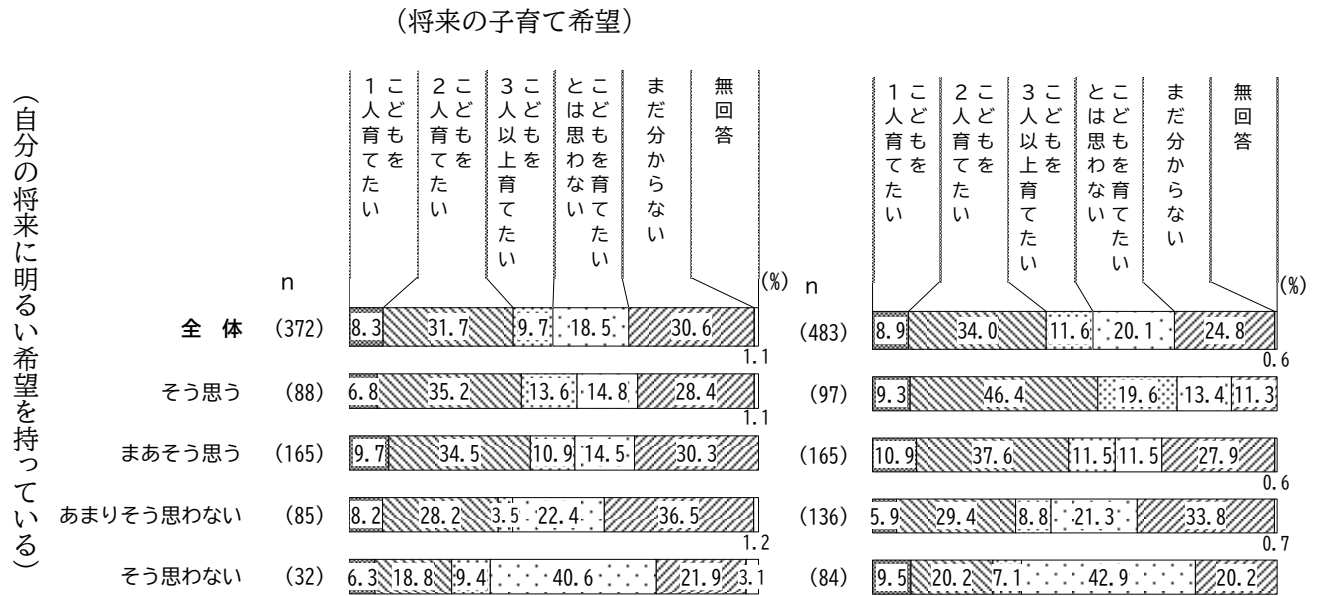 （将来の子育て希望）
（自分の将来に明るい希望を持っている）
こどもを
１人育てたい
こどもを
２人育てたい
こどもを
３人以上育てたい
こどもを育てたい
とは思わない
まだ分からない
無回答
こどもを
１人育てたい
こどもを
２人育てたい
こどもを
３人以上育てたい
こどもを育てたい
とは思わない
まだ分からない
無回答
n (%) n (%)
全 体 (372) 8.3 31.7 9.7 18.5 30.6 1.1 (483) 8.9 34.0 11.6 20.1 24.8 0.6
そう思う (88) 6.8 35.2 13.6 14.8 28.4 1.1 (97) 9.3 46.4 19.6 13.4 11.3
まあそう思う (165) 9.7 34.5 10.9 14.5 30.3 (165) 10.9 37.6 11.5 11.5 27.9 0.6
あまりそう思わない (85) 8.2 28.2 3.5 22.4 36.5 1.2 (136) 5.9 29.4 8.8 21.3 33.8 0.7
そう思わない (32) 6.3 18.8 9.4 40.6 21.9 3.1 (84) 9.5 20.2 7.1 42.9 20.2